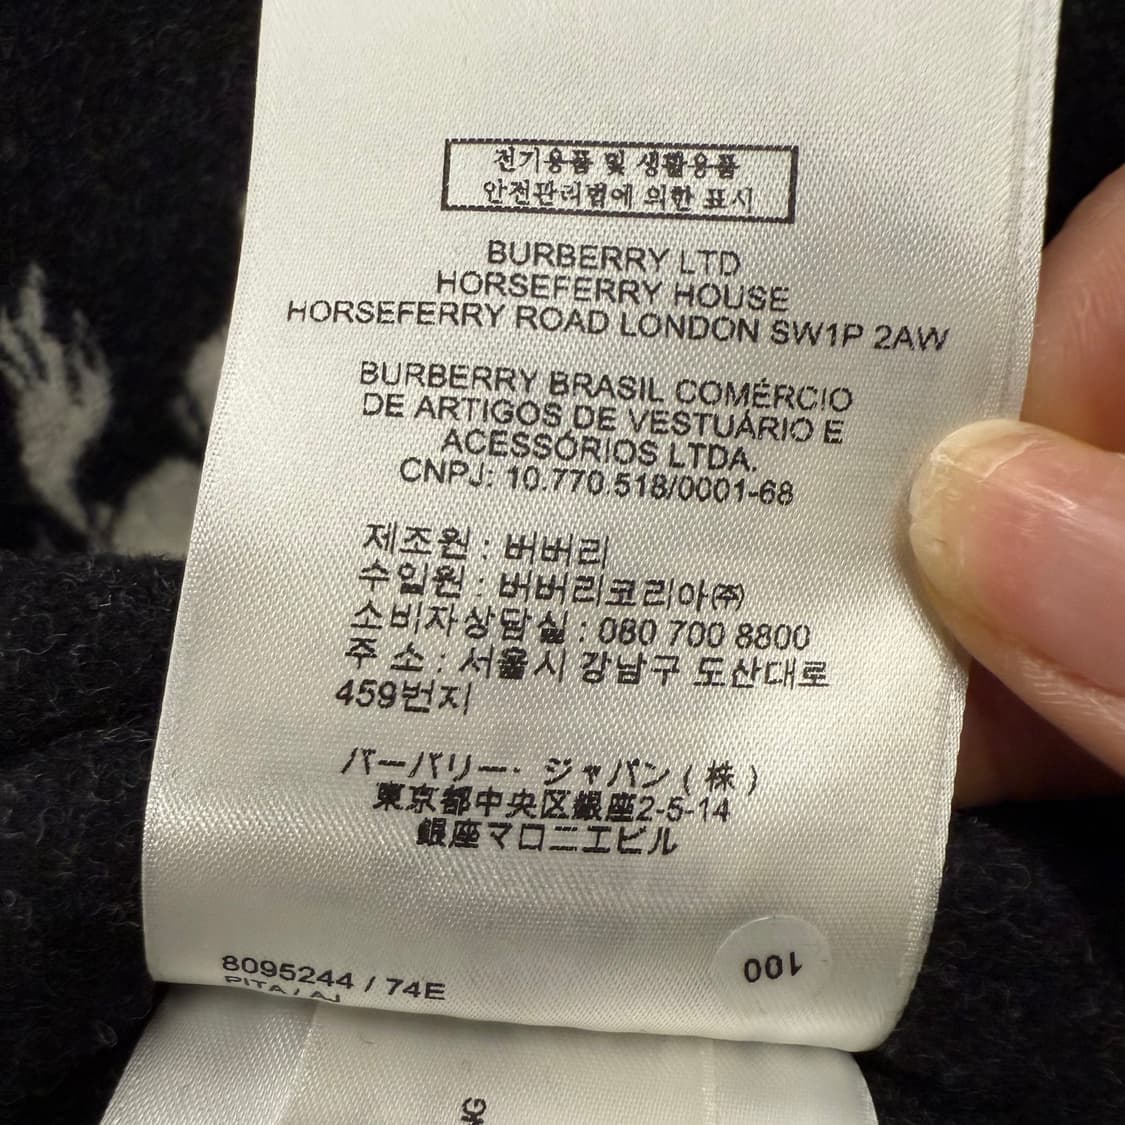 전기용품 및 생활용품
안전관리법에 의한 표시
BURBERRY LTD
HORSEFERRY HOUSE
HORSEFERRY ROAD LONDON SW1P 2AW
BURBERRY BRASIL COMÉRCIO
DE ARTIGOS DE VESTUÁRIO E
ACESSÓRIOS LTDA.
CNPJ: 10.770.518/0001-68
제조원 : 버버리
수입원 : 버버리코리아㈜
소비자상담실 : 080 700 8800
주 소 : 서울시 강남구 도산대로
459번지
バーバリー・ジャパン(株)
東京都中央区銀座2-5-14
銀座マロニエビル
8095244 / 74E
PITA / AJ
100